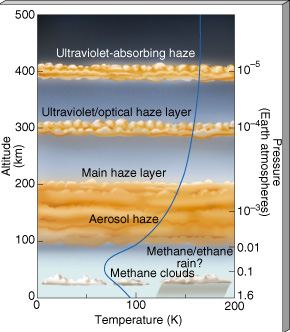 500
400
300
200
100
0
Altitude
(km)
Ultraviolet-absorbing haze
Ultraviolet/optical haze layer
Main haze layer
Aerosol haze
Methane/ethane
rain?
Methane clouds
10⁻⁵
10⁻⁴
10⁻³
0.01
0.1
1.6
Pressure
(Earth atmospheres)
0
100
200
Temperature (K)